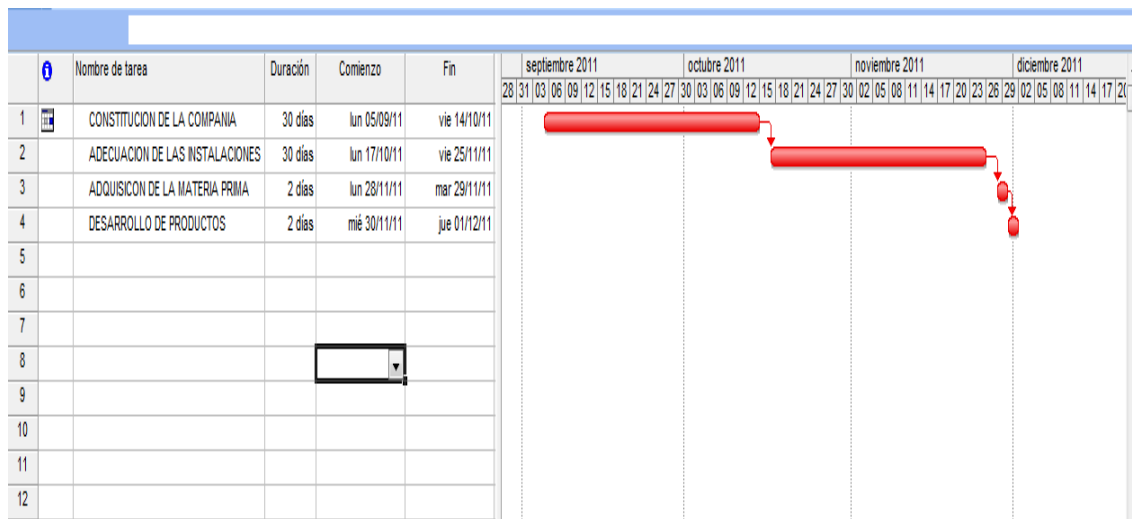 Nombre de tarea Duración Comienzo Fin septiembre 2011 octubre 2011 noviembre 2011 diciembre 2011
28 31 03 06 09 12 15 18 21 24 27 30 03 06 09 12 15 18 21 24 27 30 02 05 08 11 14 17 20 23 26 29 02 05 08 11 14 17
1 CONSTITUCION DE LA COMPANIA 30 días lun 05/09/11 vie 14/10/11
2 ADECUACION DE LAS INSTALACIONES 30 días lun 17/10/11 vie 25/11/11
3 ADQUISICON DE LA MATERIA PRIMA 2 días lun 28/11/11 mar 29/11/11
4 DESARROLLO DE PRODUCTOS 2 días mié 30/11/11 jue 01/12/11
5
6
7
8
9
10
11
12